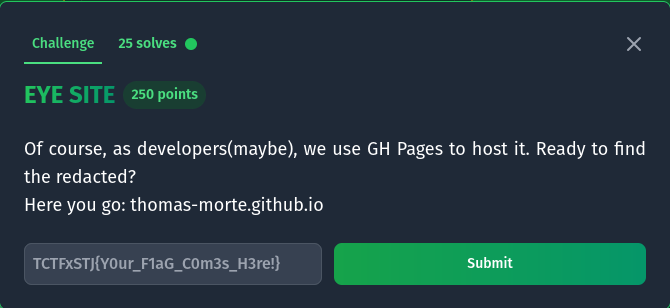 Challenge 25 solves
EYE SITE 250 points
Of course, as developers(maybe), we use GH Pages to host it. Ready to find
the redacted?
Here you go: thomas-morte.github.io
TCTFxSTJ{Y0ur_F1aG_C0m3s_H3re!} Submit